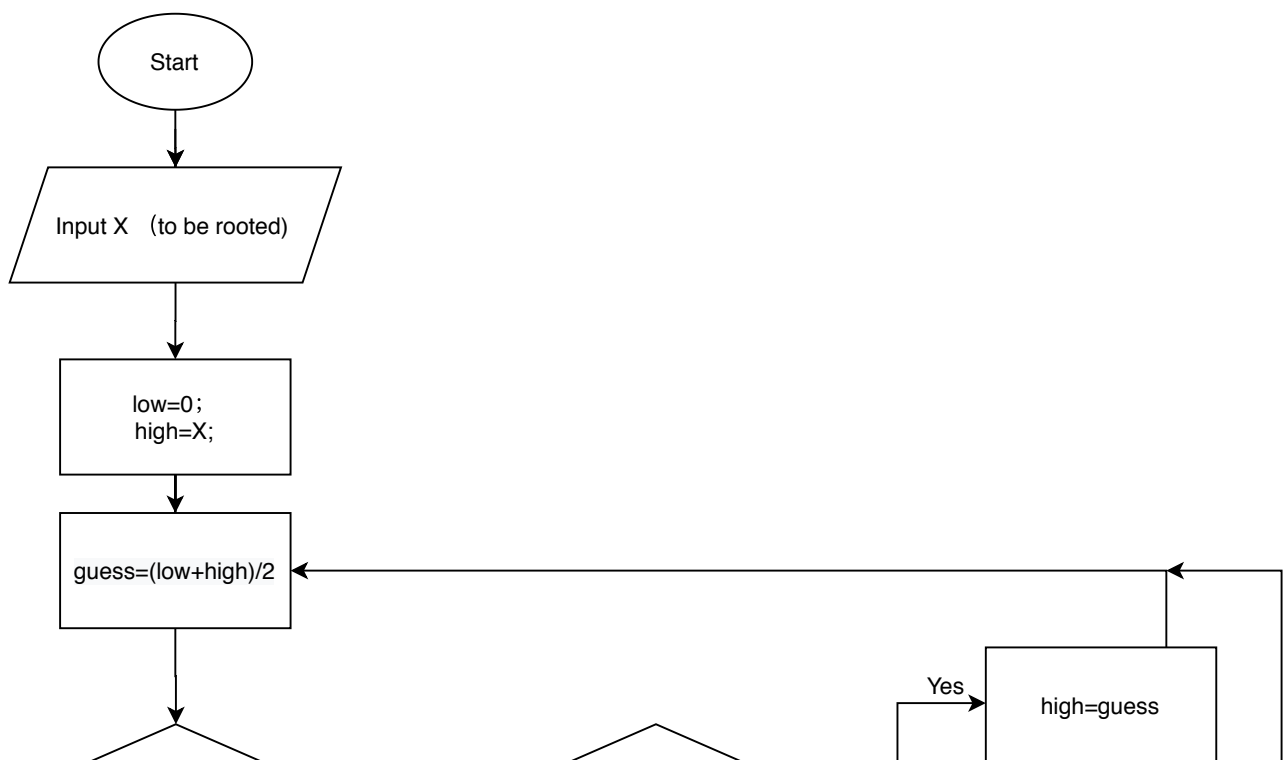 Start
Input X （to be rooted)
low=0；
high=X;
guess=(low+high)/2
Yes
high=guess